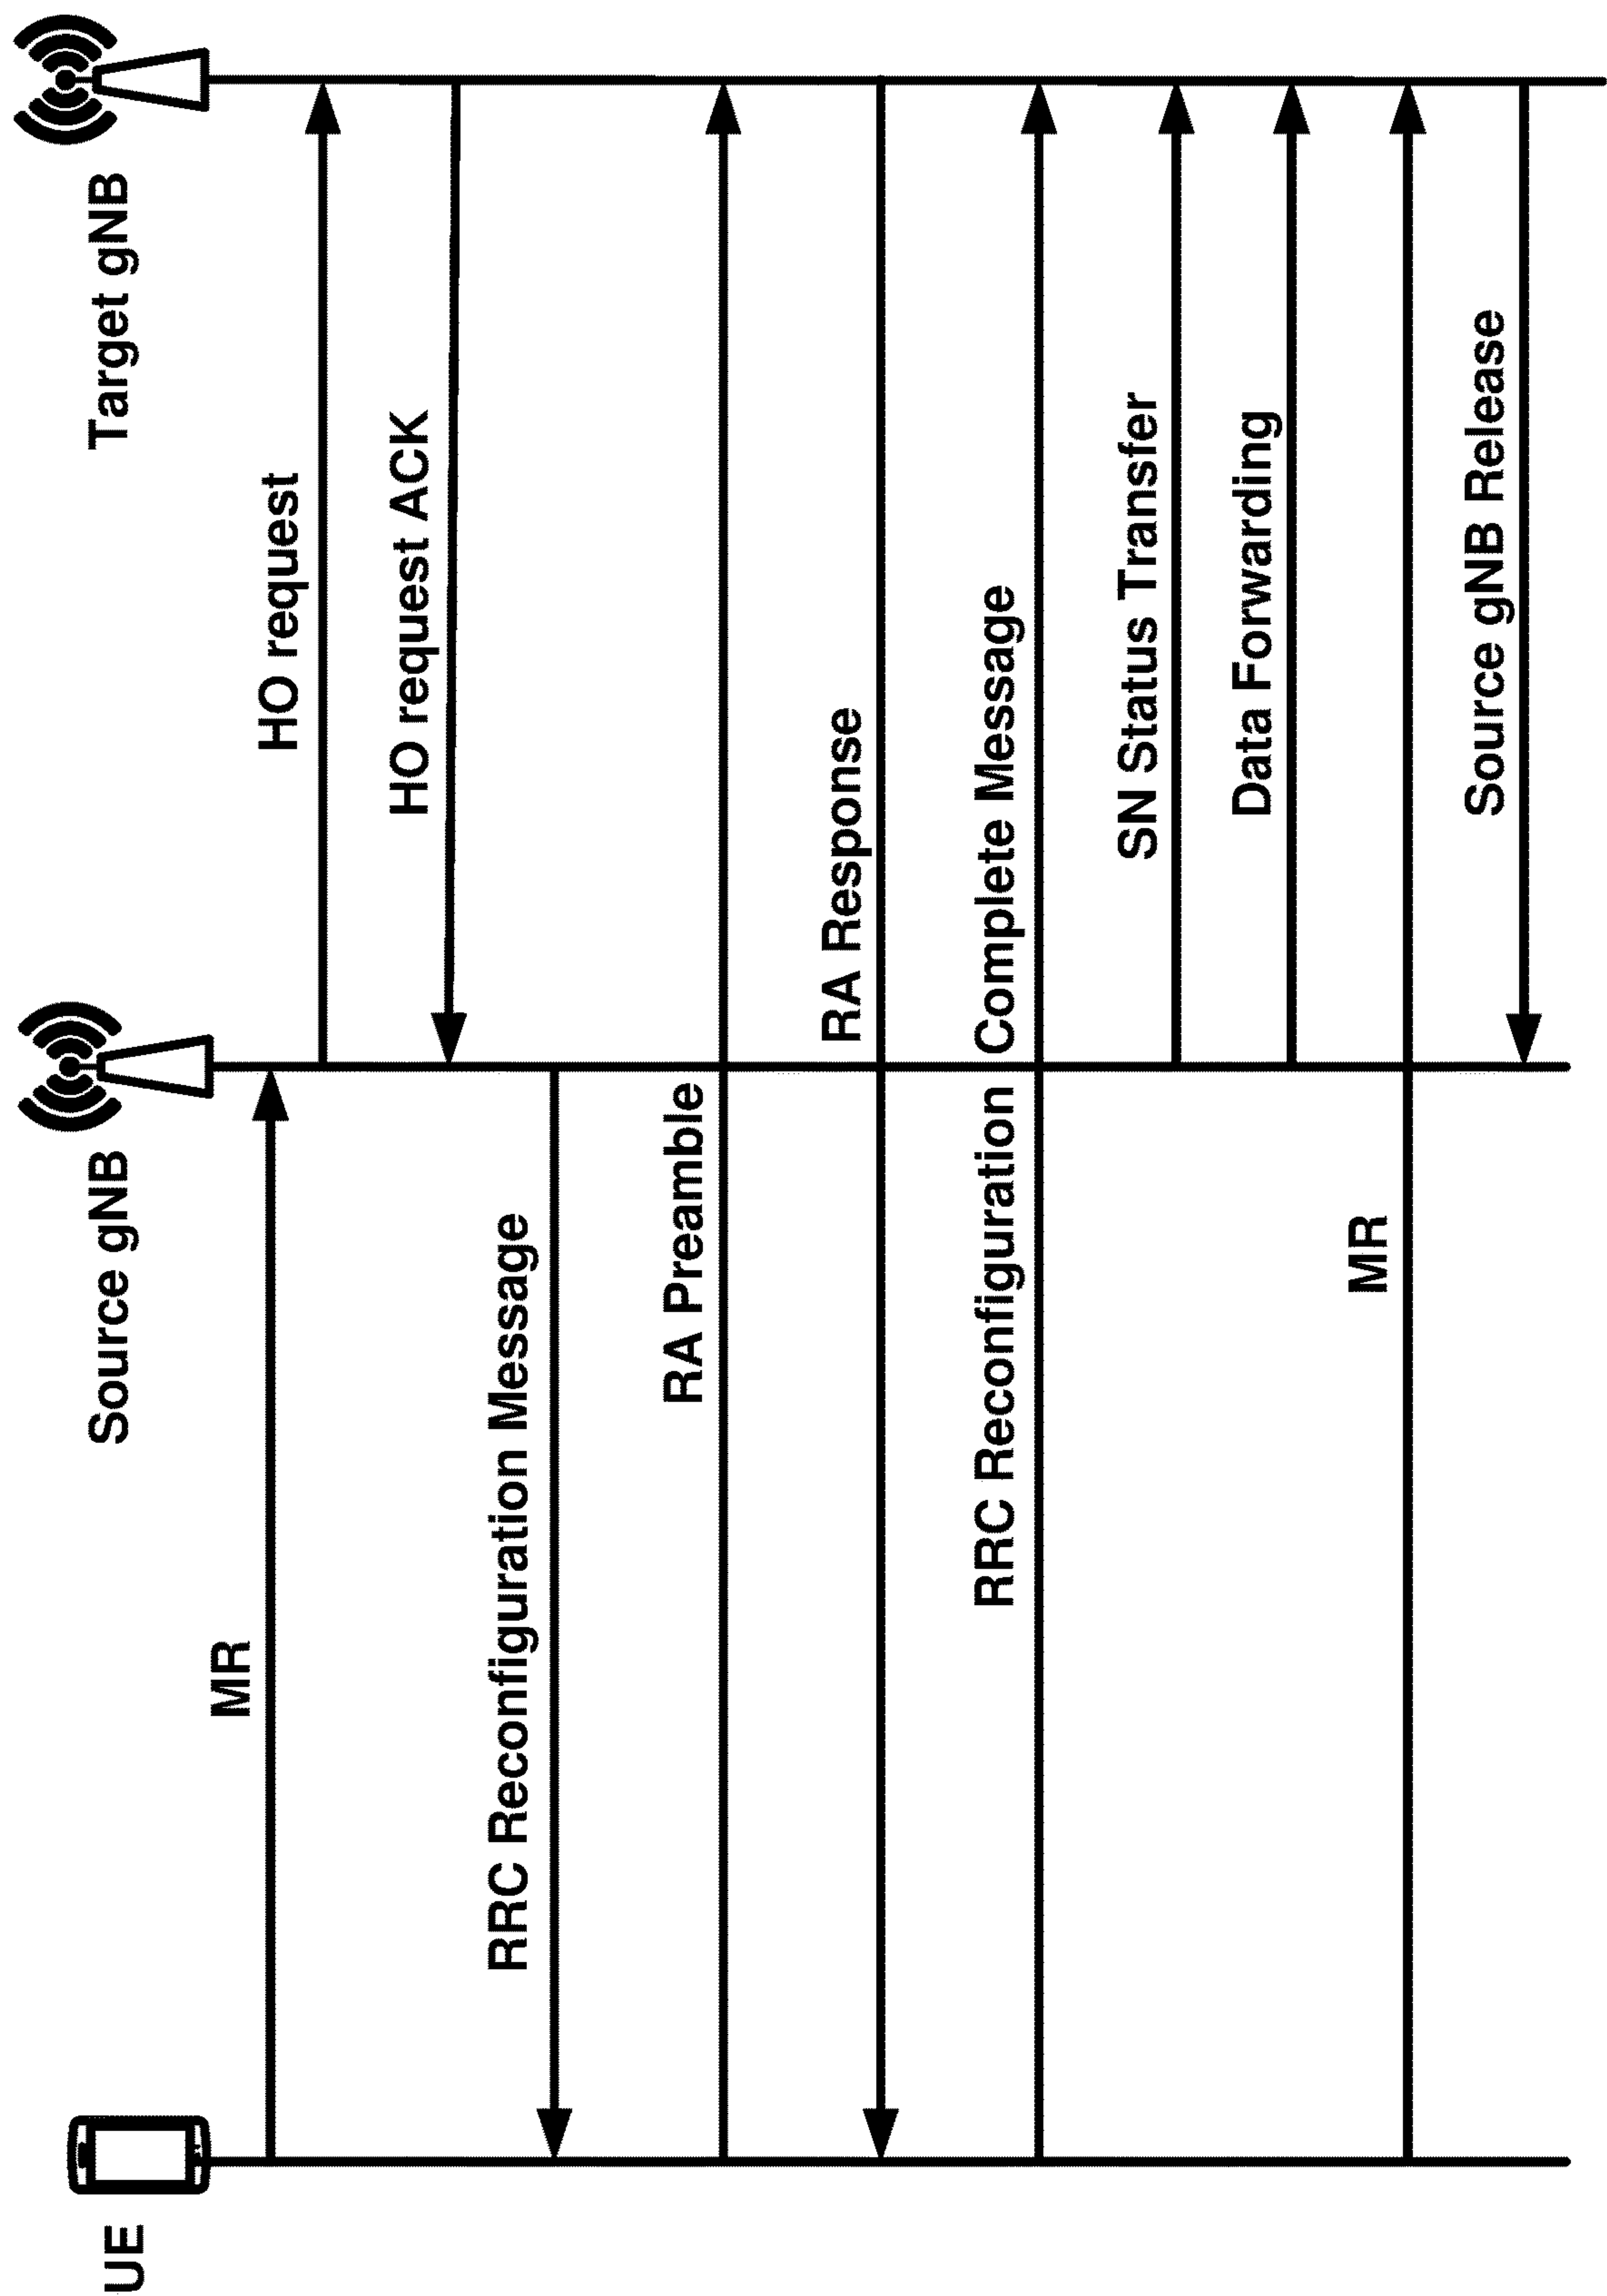 UE
Source gNB
Target gNB
MR
HO request
HO request ACK
RRC Reconfiguration Message
RA Preamble
RA Response
RRC Reconfiguration Complete Message
SN Status Transfer
Data Forwarding
MR
Source gNB Release